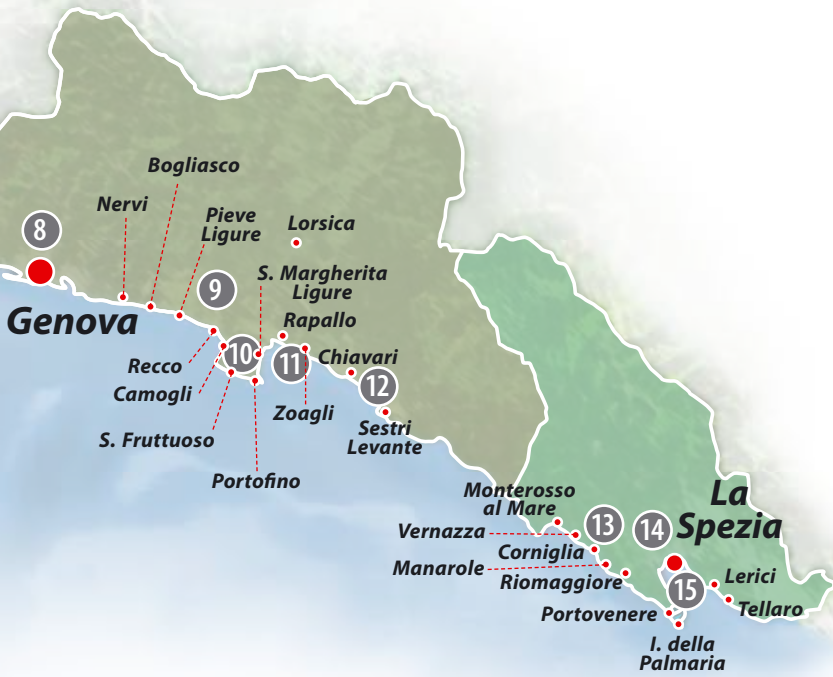 Bogliasco
Nervi
Pieve
Ligure
Lorsica
8
9
S. Margherita
Ligure
Genova
Rapallo
Recco
10
11
Chiavari
Camogli
12
Zoagli
S. Fruttuoso
Sestri
Levante
Portofino
Monterosso
al Mare
La
Spezia
Vernazza
13
14
Corniglia
Manarole
Riomaggiore
15
Lerici
Tellaro
Portovenere
I. della
Palmaria